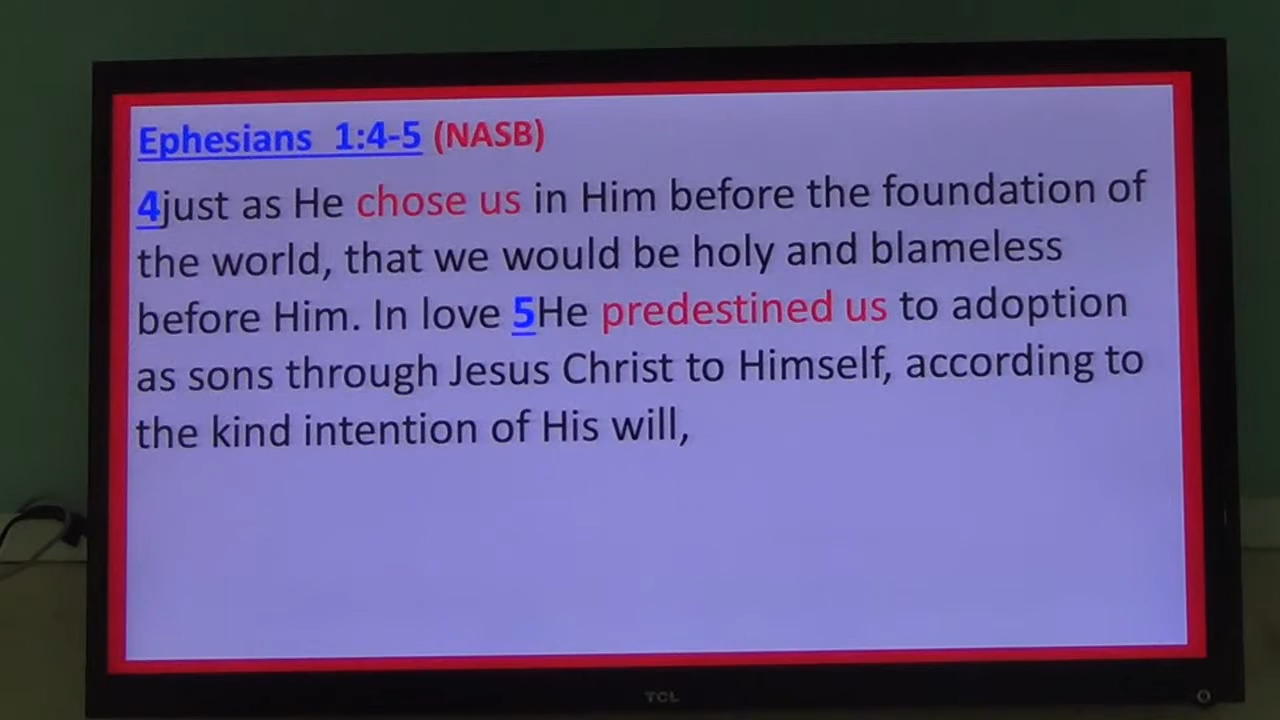 Ephesians 1:4-5 (NASB)
4just as He chose us in Him before the foundation of
the world, that we would be holy and blameless
before Him. In love 5He predestined us to adoption
as sons through Jesus Christ to Himself, according to
the kind intention of His will,
TCL